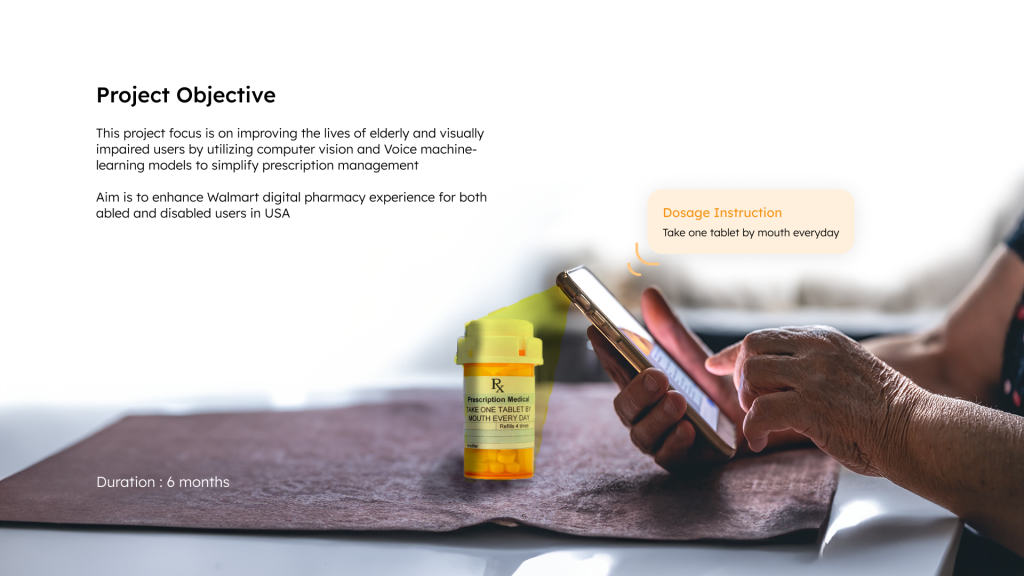 Project Objective
This project focus is on improving the lives of elderly and visually
impaired users by utilizing computer vision and Voice machine-
learning models to simplify prescription management
Aim is to enhance Walmart digital pharmacy experience for both
abled and disabled users in USA
Dosage Instruction
Take one tablet by mouth everyday
Rx
Prescription Medical
TAKE ONE TABLET BY
MOUTH EVERY DAY
Refills 4 times
Duration : 6 months